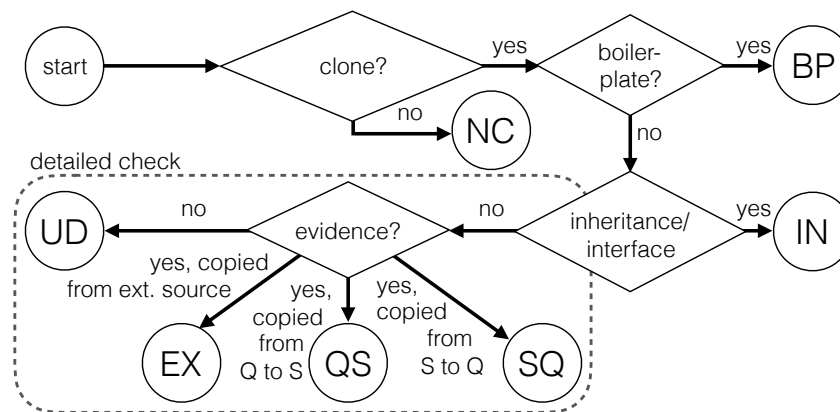 start
clone?
yes
boiler-
plate?
yes
BP
no
NC
no
detailed check
inheritance/
interface
yes
IN
no
evidence?
no
UD
yes, copied
from ext. source
EX
yes,
copied
from
Q to S
QS
yes,
copied
from
S to Q
SQ